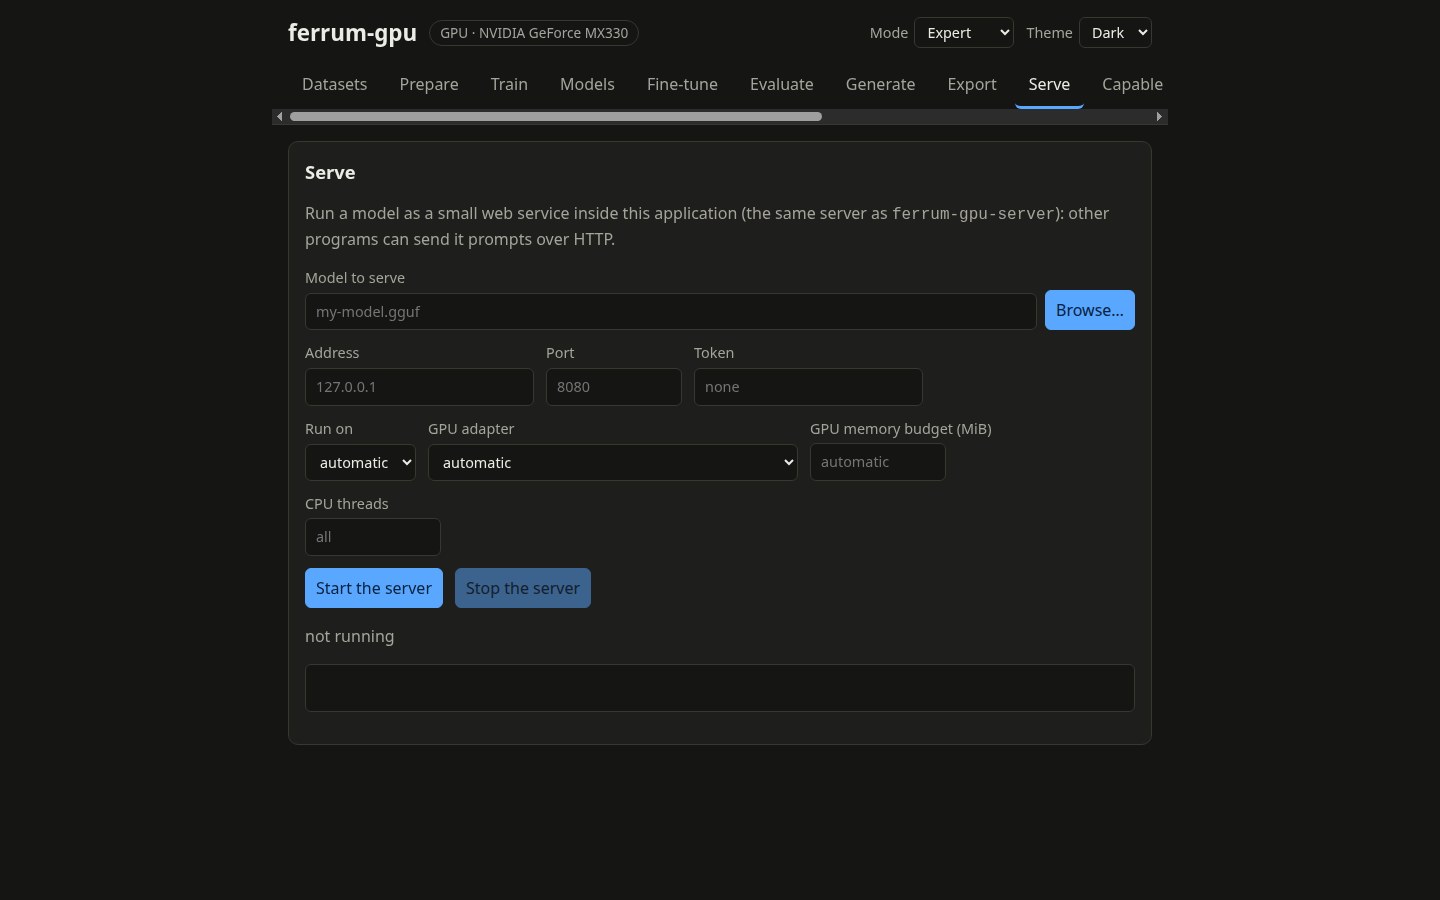 ferrum-gpu
GPU · NVIDIA GeForce MX330
Mode
Expert
Theme
Dark
Datasets
Prepare
Train
Models
Fine-tune
Evaluate
Generate
Export
Serve
Capable
Serve
Run a model as a small web service inside this application (the same server as ferrum-gpu-server): other
programs can send it prompts over HTTP.
Model to serve
my-model.gguf
Browse...
Address
Port
Token
127.0.0.1
8080
none
Run on
GPU adapter
GPU memory budget (MiB)
automatic
automatic
automatic
CPU threads
all
Start the server
Stop the server
not running